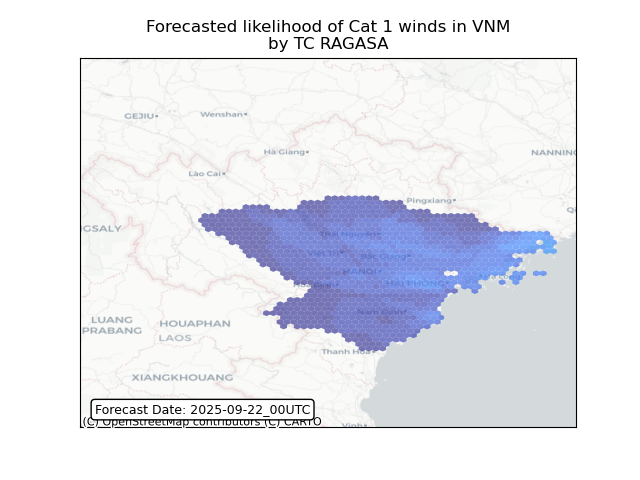 Forecasted likelihood of Cat 1 winds in VNM
by TC RAGASA
GEJIU
Wenshan
Hà Giang
NANNING
Lào Cai
Pingxiang
Thái Nguyên
VIỆT TRÌ
Bắc Giang
HANOI
HAI PHONG
Nam Định
LUANG
PRABANG
HOUAPHAN
LAOS
Thanh Hóa
XIANGKHOUANG
Forecast Date: 2025-09-22_00UTC
(C) OpenStreetMap contributors (C) CARTO
Vinh